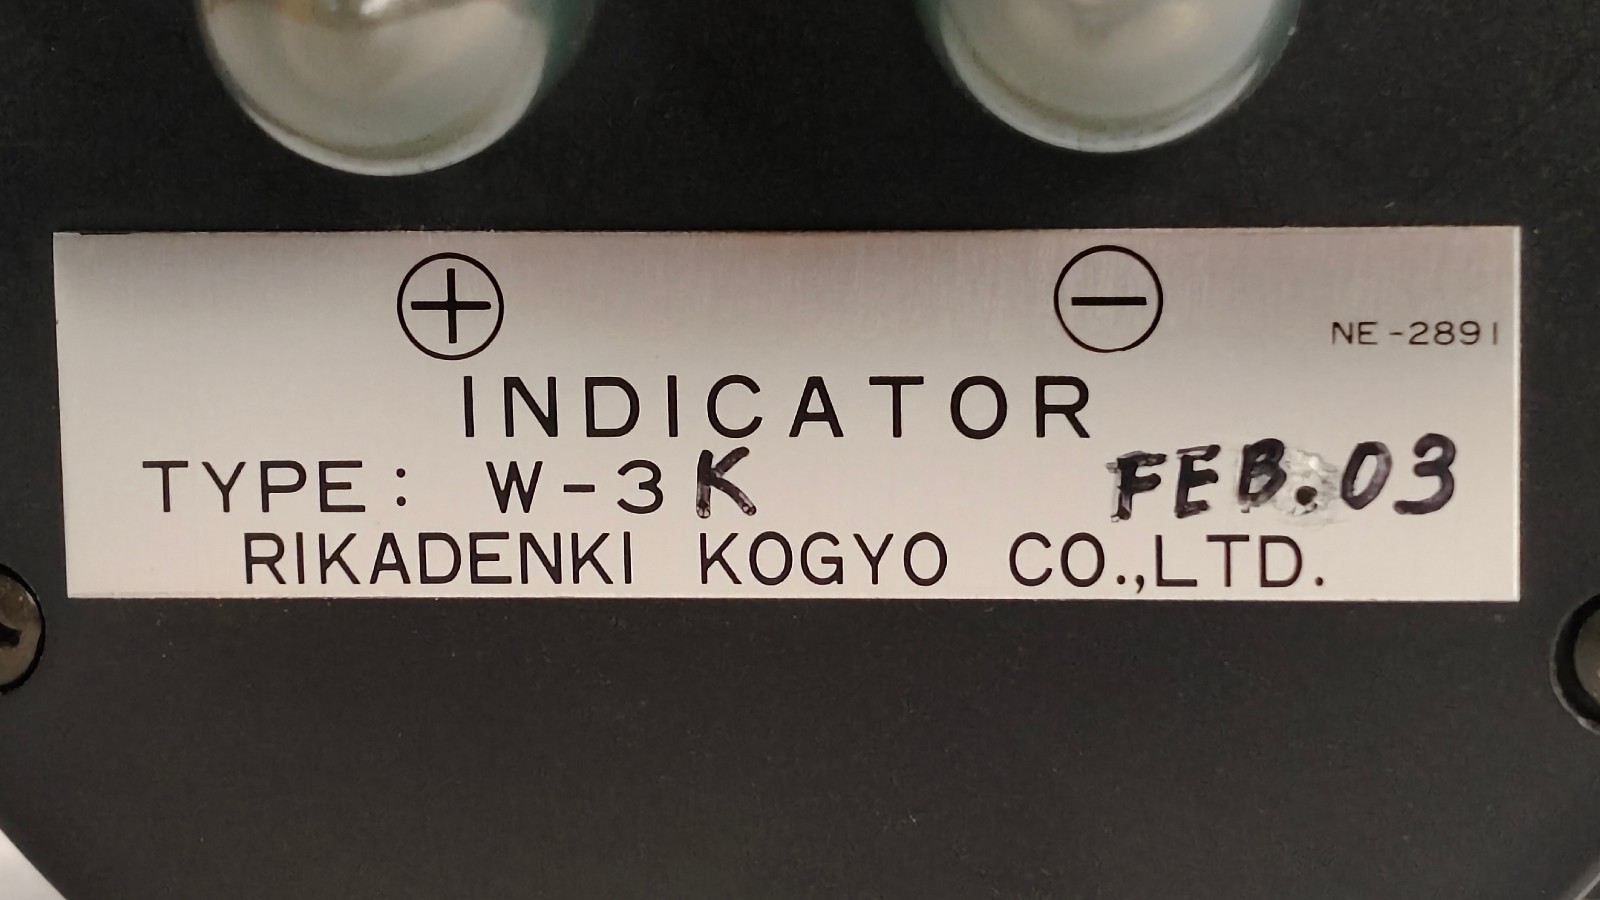 ⊕ ⊖
NE-2891
INDICATOR
TYPE: W-3K FEB.03
RIKADENKI KOGYO CO.,LTD.